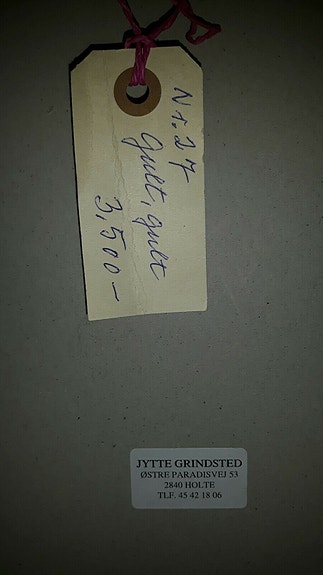 Nr. 27
Gult, gult
3,500-
JYTTE GRINDSTED
ØSTRE PARADISVEJ 53
2840 HOLTE
TLF. 45 42 18 06